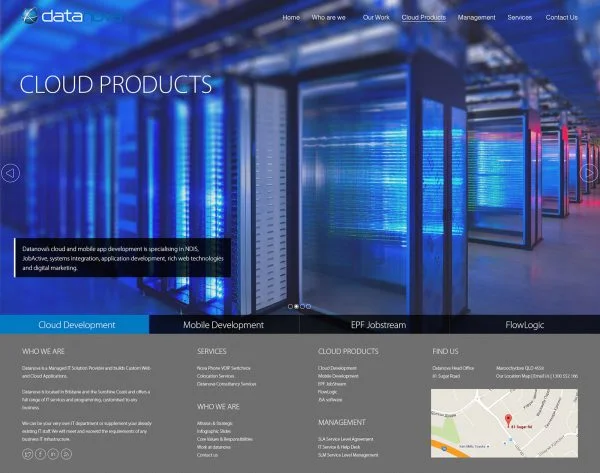 datanova
Home Who are we Our Work Cloud Products Management Services Contact Us
CLOUD PRODUCTS
Datanova's cloud and mobile app development is specialising in NDIS,
JobActive, systems integration, application development, rich web technologies
and digital marketing.
Cloud Development Mobile Development EPF Jobstream FlowLogic
WHO WE ARE
Datanova is a Managed IT Solution Provider and builds Custom Web
and Cloud Applications.
Datanova is located in Brisbane and the Sunshine Coast and offers a
full range of IT services and programming, customised to any
business.
We can be your very own IT department or supplement your already
existing IT staff. We will meet and exceed the requirements of any
business IT infrastructure.
SERVICES
Nova Phone VOIP Switchvox
Colocation Services
Datanova Consultancy Services
WHO WE ARE
Mission & Strategic
Infographic Slides
Core Values & Responsibilities
Work at datanova
Contact us
CLOUD PRODUCTS
Cloud Development
Mobile Development
EPF JobStream
FlowLogic
JSA software
MANAGEMENT
SLA Service Level Agreement
IT Service & Help Desk
SLM Service Level Management
FIND US
Datanova Head Office Maroochydore QLD 4558
81 Sugar Road Our Location Map | Email Us | 1300 552 166
81 Sugar Rd